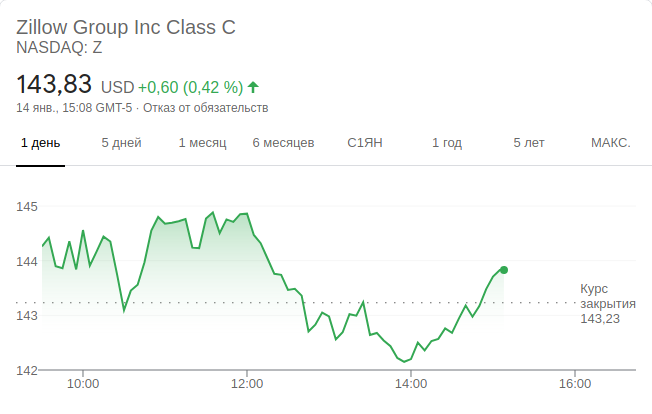 Zillow Group Inc Class C
NASDAQ: Z
143,83 USD +0,60 (0,42 %)
14 янв., 15:08 GMT-5 · Отказ от обязательств
1 день 5 дней 1 месяц 6 месяцев С1ЯН 1 год 5 лет МАКС.
145
144
143
142
Курс
закрытия
143,23
10:00 12:00 14:00 16:00